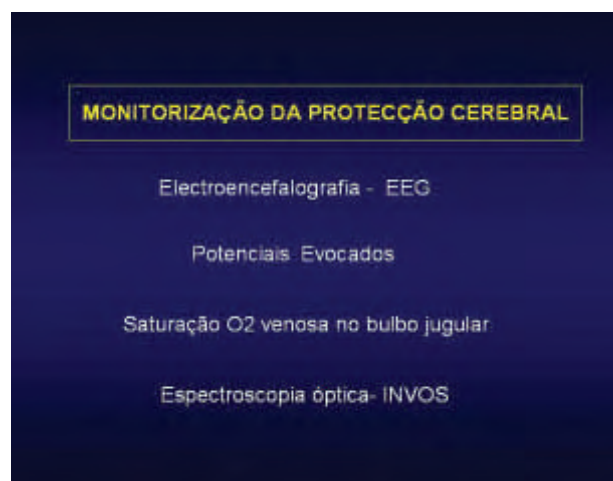 MONITORIZAÇÃO DA PROTECÇÃO CEREBRAL
Electroencefalografia - EEG
Potenciais Evocados
Saturação O2 venosa no bulbo jugular
Espectroscopia óptica- INVOS